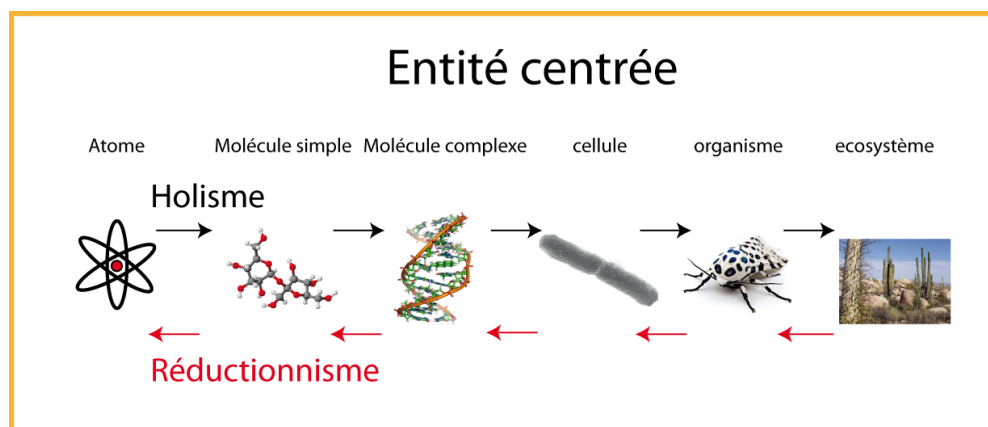 Entité centrée
Atome Molécule simple Molécule complexe cellule organisme ecosystème
Holisme
Réductionnisme